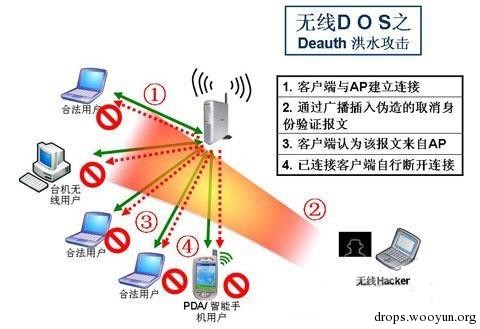 无线D O S之
Deauth 洪水攻击
1. 客户端与AP建立连接
2. 通过广播插入伪造的取消身
份验证报文
3. 客户端认为该报文来自AP
4. 已连接客户端自行断开连接
①
合法用户
台机无
线用户
②
③
合法用户
④
合法用户
PDA/ 智能手
机用户
无线Hacker
drops.wooyun.org